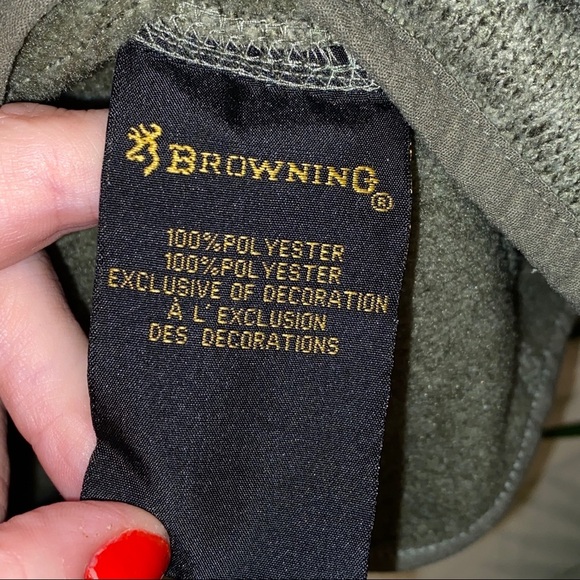 BROWNING®
100%POLYESTER
100%POLYESTER
EXCLUSIVE OF DECORATION
À L'EXCLUSION
DES DECORATIONS